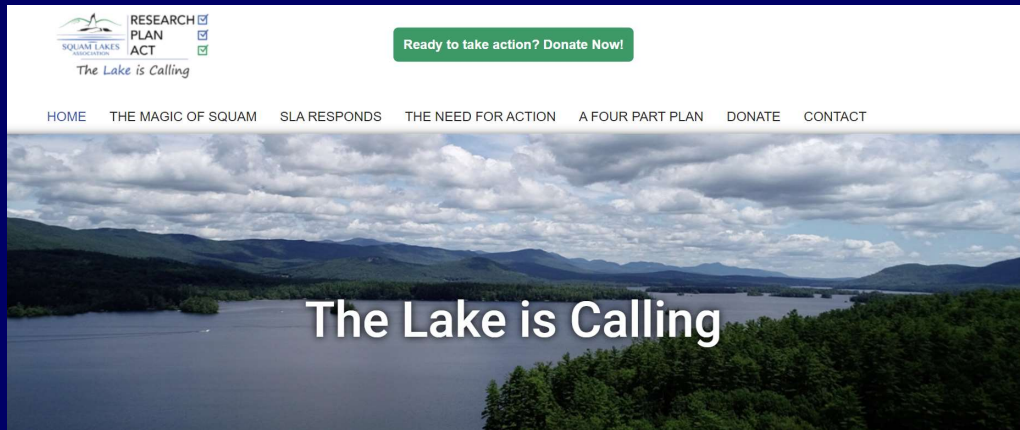 RESEARCH
PLAN
ACT
SQUAM LAKES
ASSOCIATION
The Lake is Calling
Ready to take action? Donate Now!
HOME THE MAGIC OF SQUAM SLA RESPONDS THE NEED FOR ACTION A FOUR PART PLAN DONATE CONTACT
The Lake is Calling